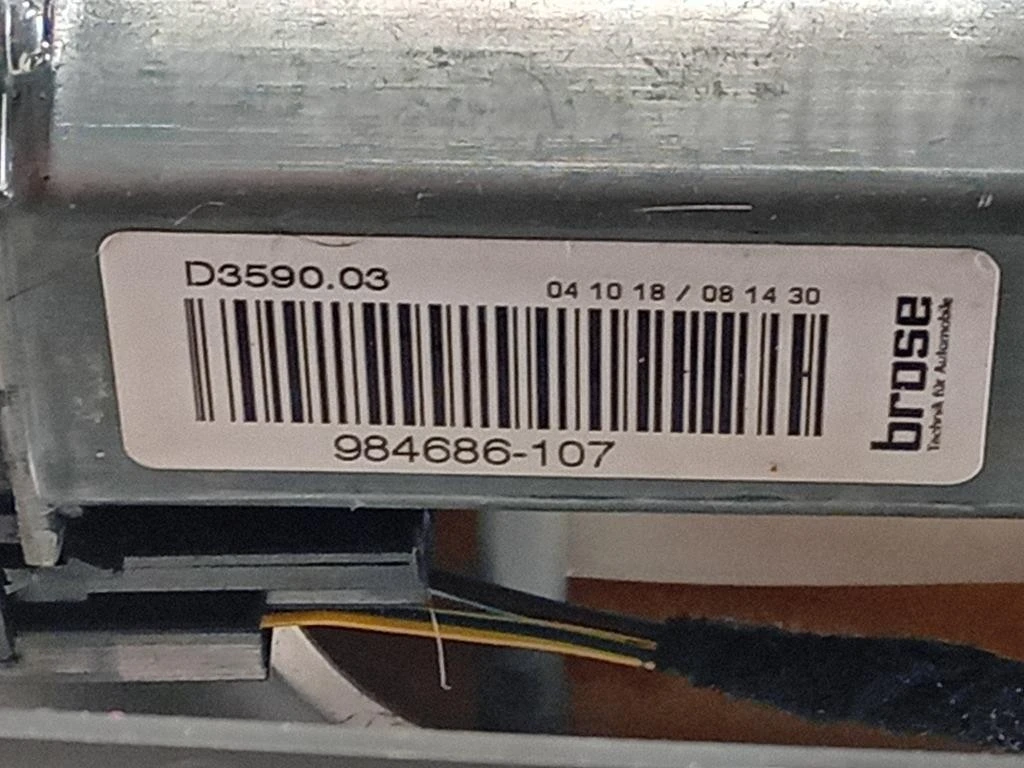 D3590.03
04 10 18 / 08 14 30
984686-107
brose
Technik für Automobile